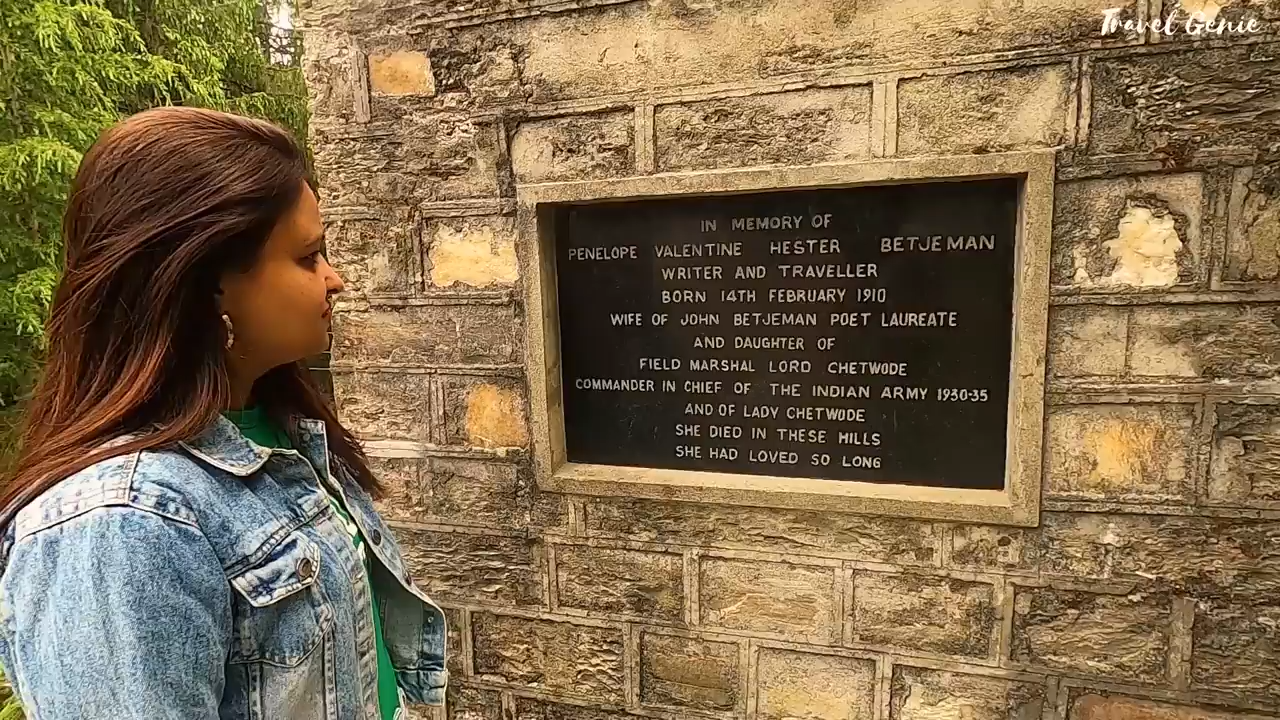 Travel Genie
IN MEMORY OF
PENELOPE VALENTINE HESTER BETJEMAN
WRITER AND TRAVELLER
BORN 14TH FEBRUARY 1910
WIFE OF JOHN BETJEMAN POET LAUREATE
AND DAUGHTER OF
FIELD MARSHAL LORD CHETWODE
COMMANDER IN CHIEF OF THE INDIAN ARMY 1930-35
AND OF LADY CHETWODE
SHE DIED IN THESE HILLS
SHE HAD LOVED SO LONG